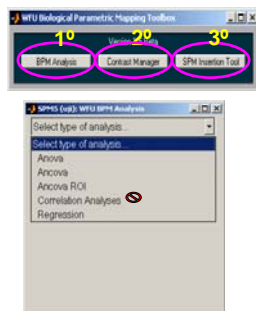 WFU Biological Parametric Mapping Toolbox
1º 2º 3º
BPM Analysis Contrast Manager SPM Insertion Tool
SPM5 (uji): WFU BPM Analysis
Select type of analysis...
Select type of analysis...
Anova
Ancova
Ancova ROI
Correlation Analyses
Regression